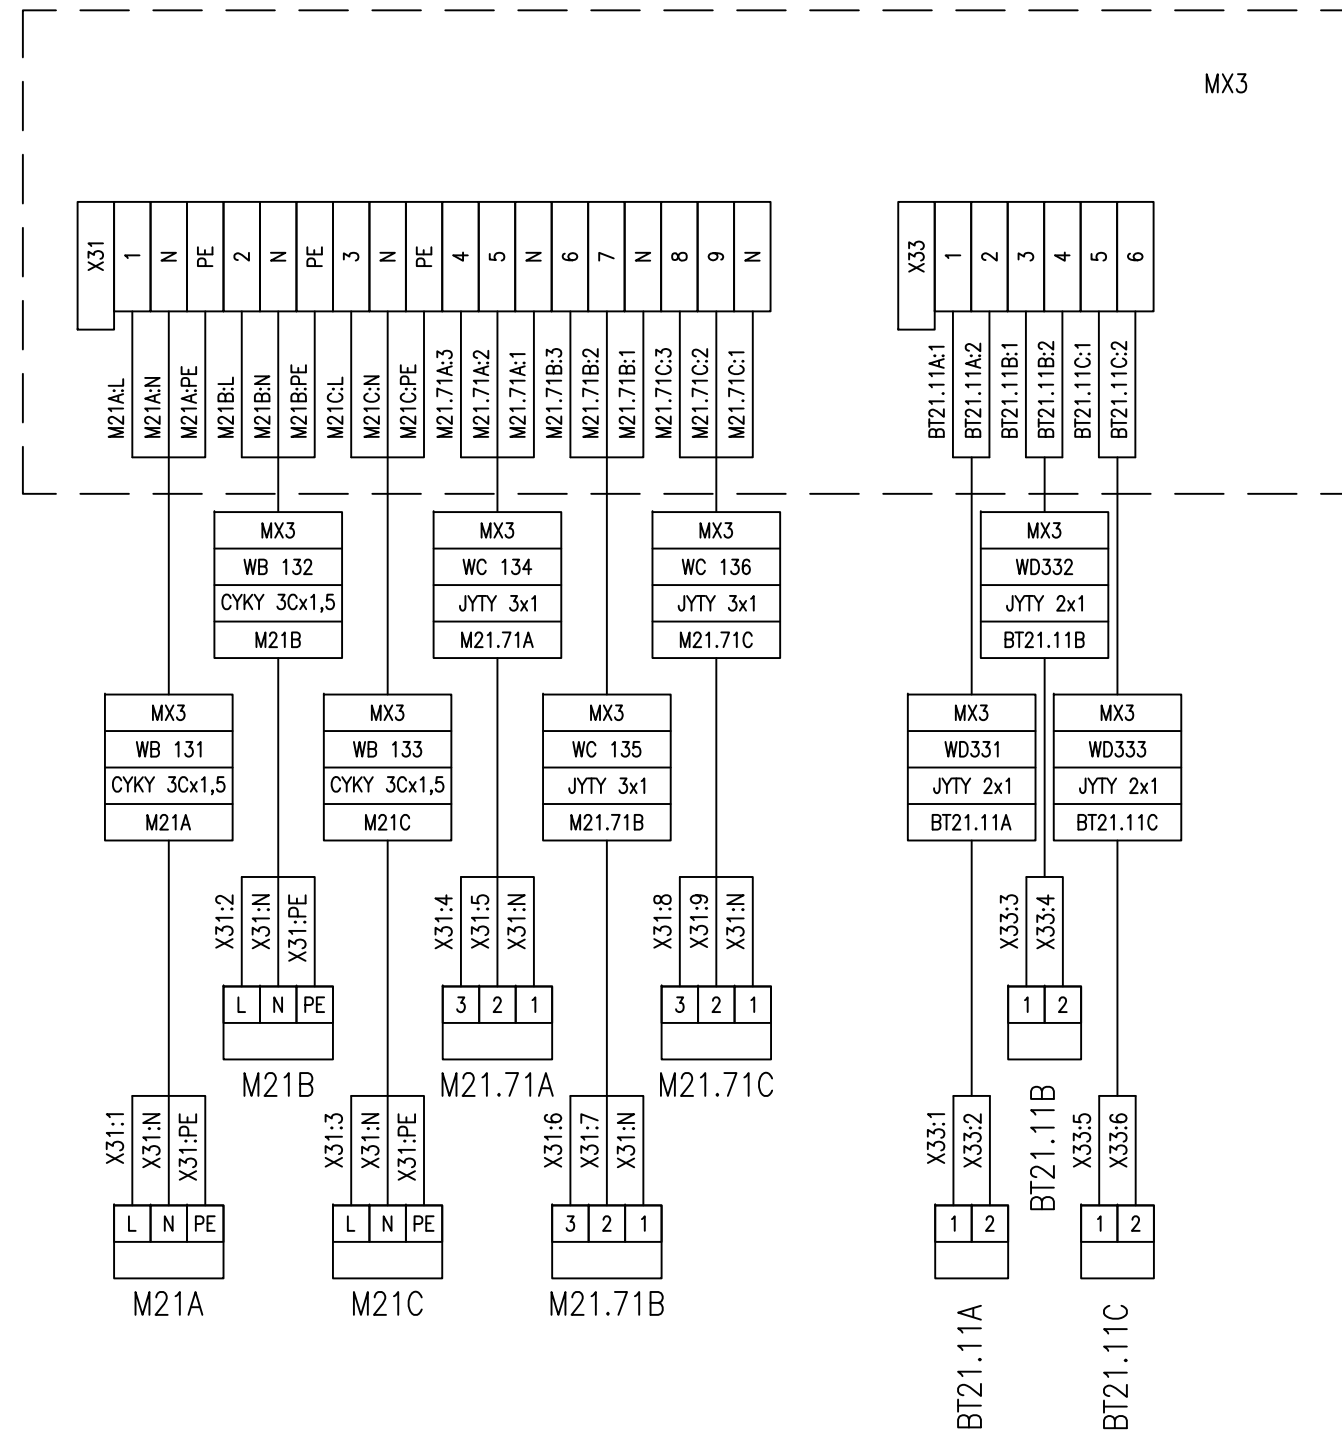 MX3
X31
1
N
PE
2
N
PE
3
N
PE
4
5
N
6
7
N
8
9
N
X33
1
2
3
4
5
6
M21A:L
M21A:N
M21A:PE
M21B:L
M21B:N
M21B:PE
M21C:L
M21C:N
M21C:PE
M21.71A:3
M21.71A:2
M21.71A:1
M21.71B:3
M21.71B:2
M21.71B:1
M21.71C:3
M21.71C:2
M21.71C:1
BT21.11A:1
BT21.11A:2
BT21.11B:1
BT21.11B:2
BT21.11C:1
BT21.11C:2
MX3
WB 132
CYKY 3Cx1,5
M21B
MX3
WC 134
JYTY 3x1
M21.71A
MX3
WC 136
JYTY 3x1
M21.71C
MX3
WD332
JYTY 2x1
BT21.11B
MX3
WB 131
CYKY 3Cx1,5
M21A
MX3
WB 133
CYKY 3Cx1,5
M21C
MX3
WC 135
JYTY 3x1
M21.71B
MX3
WD331
JYTY 2x1
BT21.11A
MX3
WD333
JYTY 2x1
BT21.11C
X31:2
X31:N
X31:PE
X31:4
X31:5
X31:N
X31:8
X31:9
X31:N
X33:3
X33:4
L N PE
3 2 1
3 2 1
1 2
M21B
M21.71A
M21.71C
BT21.11B
X31:1
X31:N
X31:PE
X31:3
X31:N
X31:PE
X31:6
X31:7
X31:N
X33:1
X33:2
X33:5
X33:6
L N PE
L N PE
3 2 1
1 2
1 2
M21A
M21C
M21.71B
BT21.11A
BT21.11C